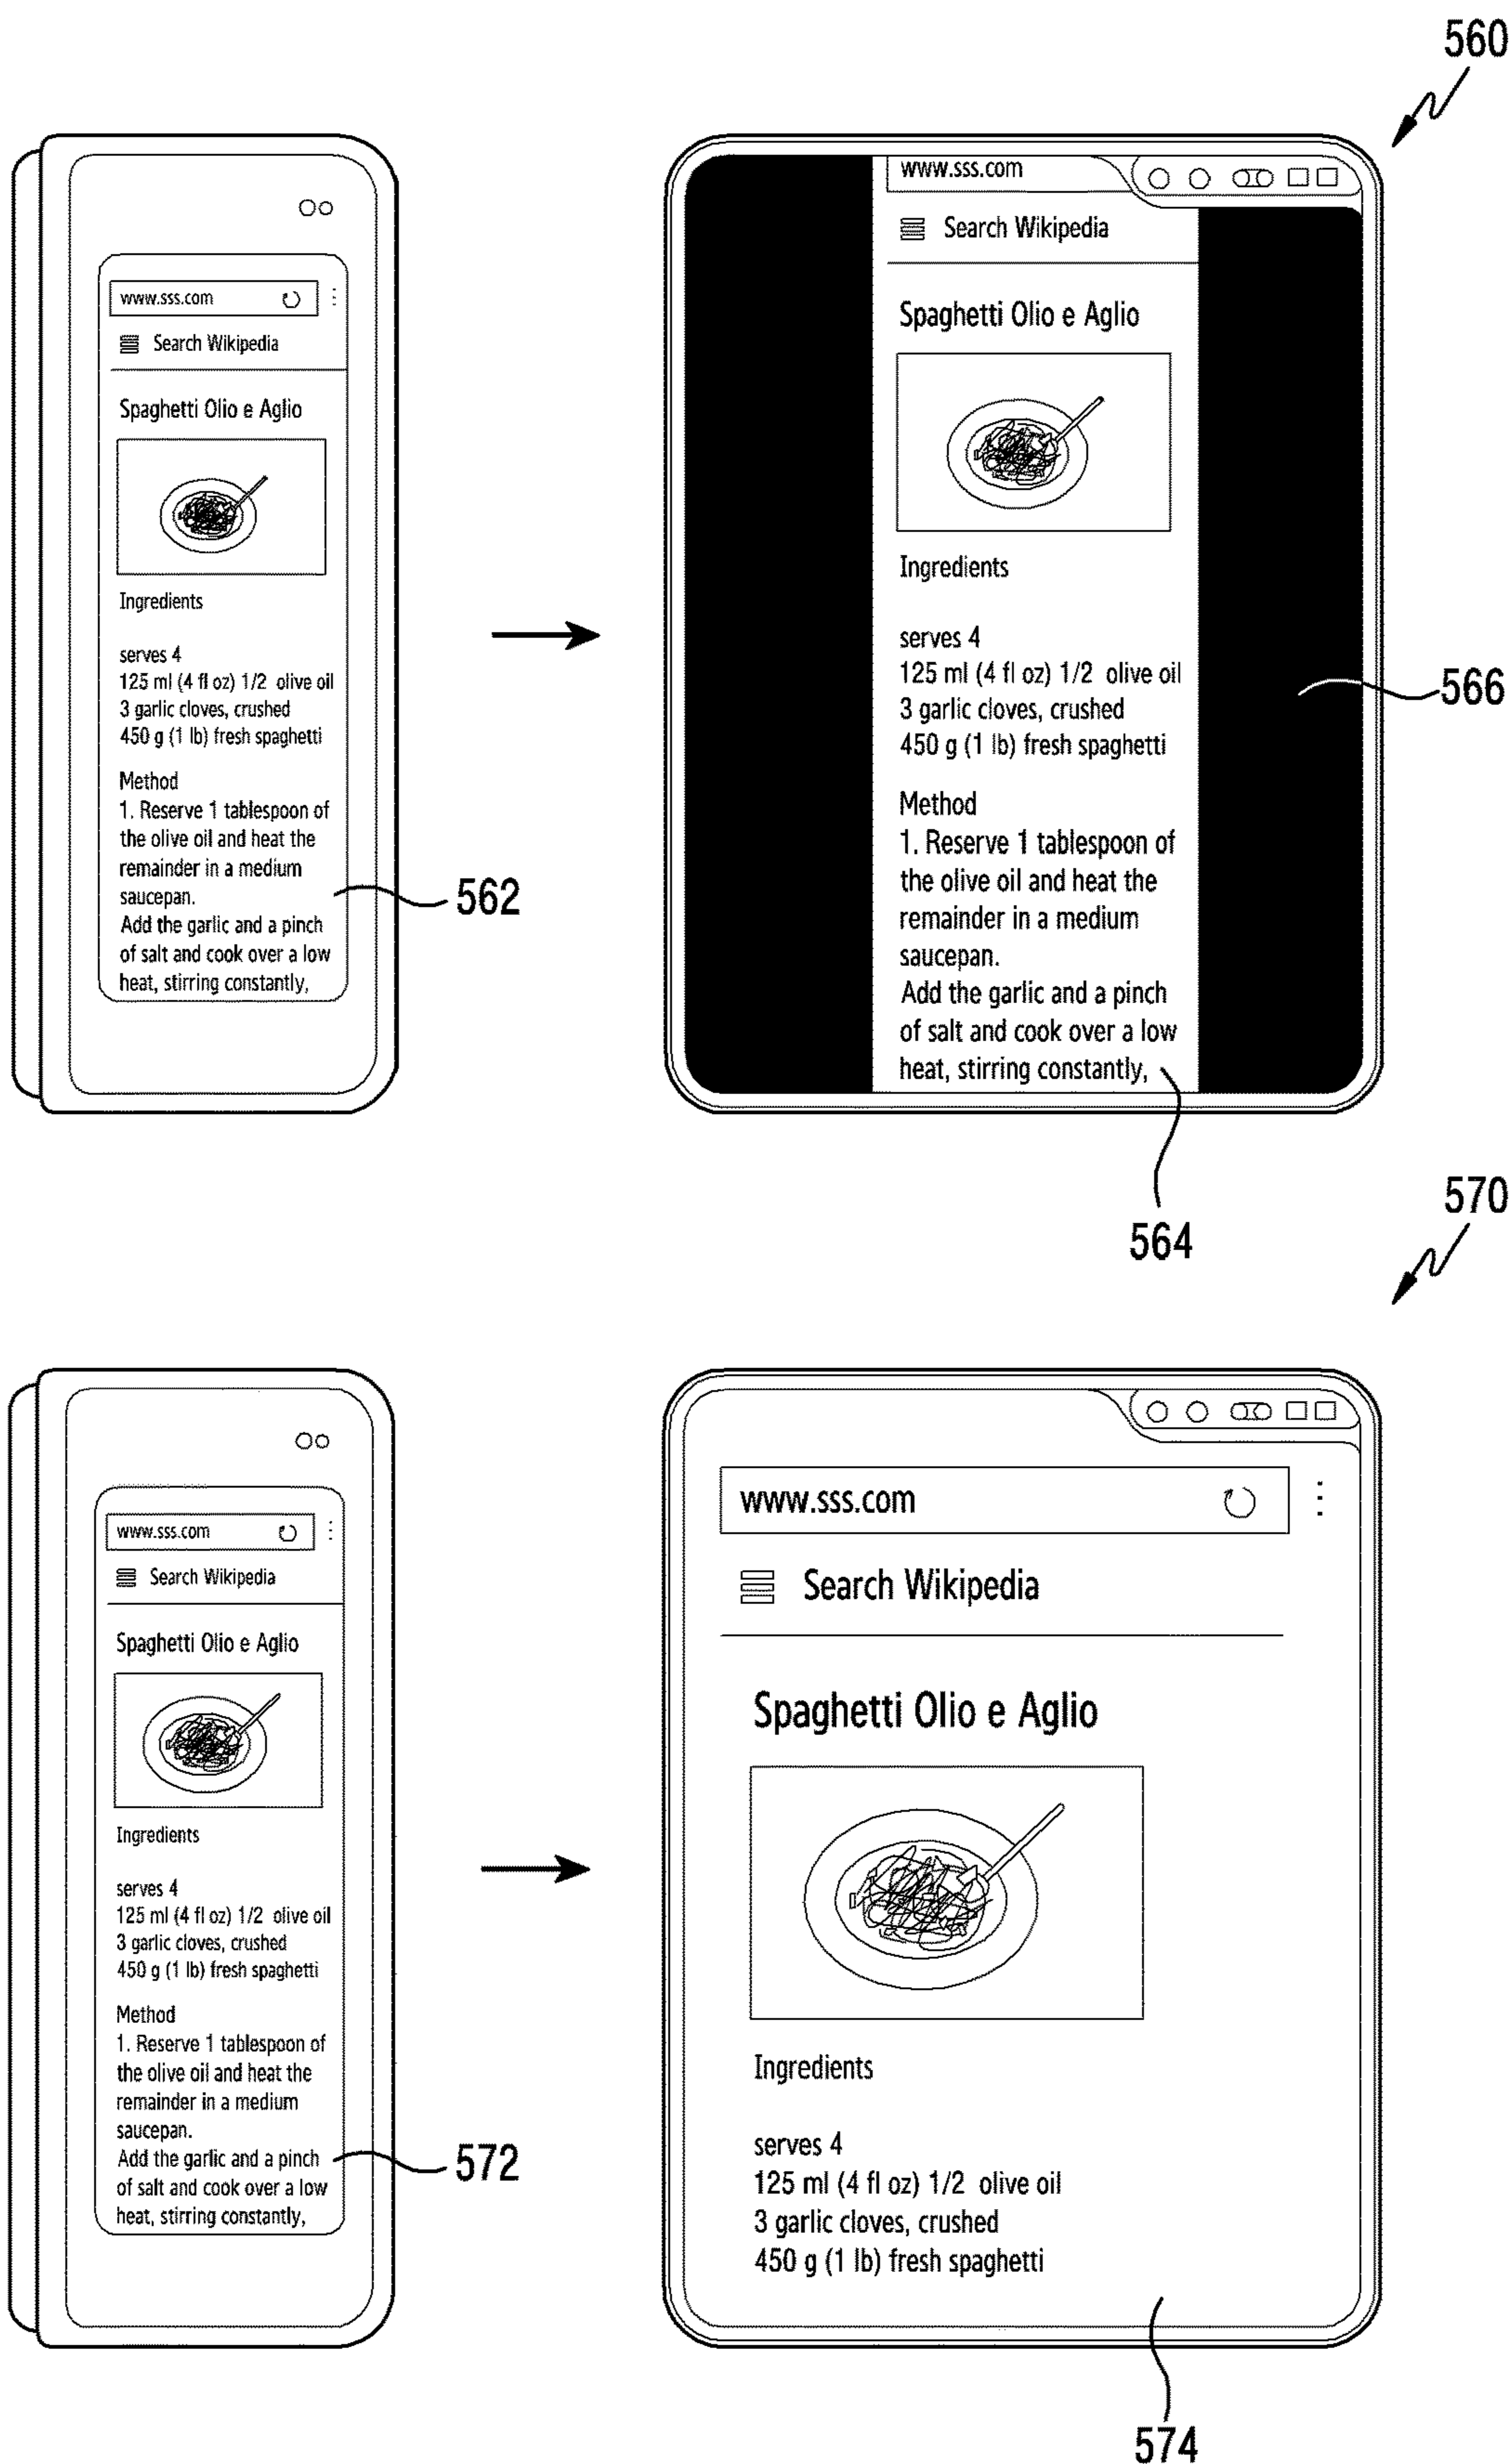 560
www.sss.com
Search Wikipedia
Spaghetti Olio e Aglio
Ingredients
serves 4
125 ml (4 fl oz) 1/2 olive oil
3 garlic cloves, crushed
450 g (1 lb) fresh spaghetti
Method
1. Reserve 1 tablespoon of
the olive oil and heat the
remainder in a medium
saucepan.
Add the garlic and a pinch
of salt and cook over a low
heat, stirring constantly,
562
www.sss.com
Search Wikipedia
Spaghetti Olio e Aglio
Ingredients
serves 4
125 ml (4 fl oz) 1/2 olive oil
3 garlic cloves, crushed
450 g (1 lb) fresh spaghetti
Method
1. Reserve 1 tablespoon of
the olive oil and heat the
remainder in a medium
saucepan.
Add the garlic and a pinch
of salt and cook over a low
heat, stirring constantly,
566
564
570
www.sss.com
Search Wikipedia
Spaghetti Olio e Aglio
Ingredients
serves 4
125 ml (4 fl oz) 1/2 olive oil
3 garlic cloves, crushed
450 g (1 lb) fresh spaghetti
Method
1. Reserve 1 tablespoon of
the olive oil and heat the
remainder in a medium
saucepan.
Add the garlic and a pinch
of salt and cook over a low
heat, stirring constantly,
572
www.sss.com
Search Wikipedia
Spaghetti Olio e Aglio
Ingredients
serves 4
125 ml (4 fl oz) 1/2 olive oil
3 garlic cloves, crushed
450 g (1 lb) fresh spaghetti
574